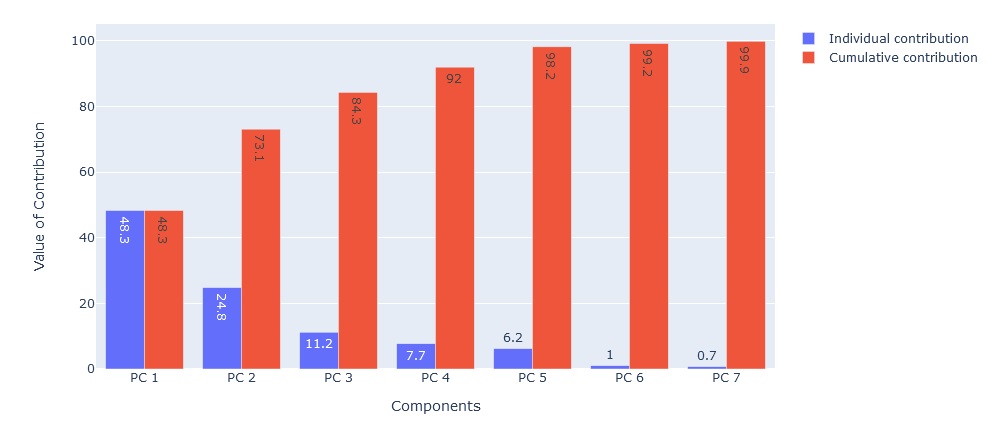 Individual contribution
Cumulative contribution
Value of Contribution
100
80
60
40
20
0
48.3
48.3
24.8
73.1
11.2
84.3
7.7
92
6.2
98.2
1
99.2
0.7
99.9
PC 1
PC 2
PC 3
PC 4
PC 5
PC 6
PC 7
Components